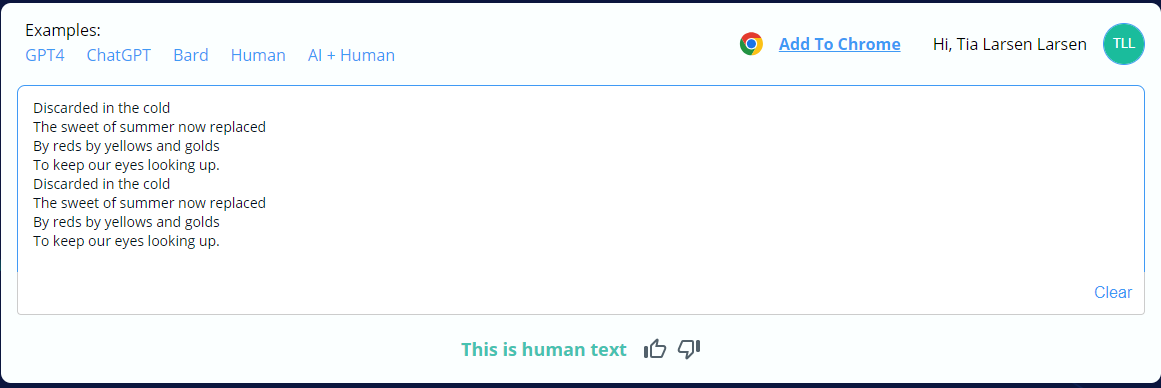 Examples:
GPT4 ChatGPT Bard Human AI + Human
Add To Chrome Hi, Tia Larsen Larsen TLL
Discarded in the cold
The sweet of summer now replaced
By reds by yellows and golds
To keep our eyes looking up.
Discarded in the cold
The sweet of summer now replaced
By reds by yellows and golds
To keep our eyes looking up.
Clear
This is human text